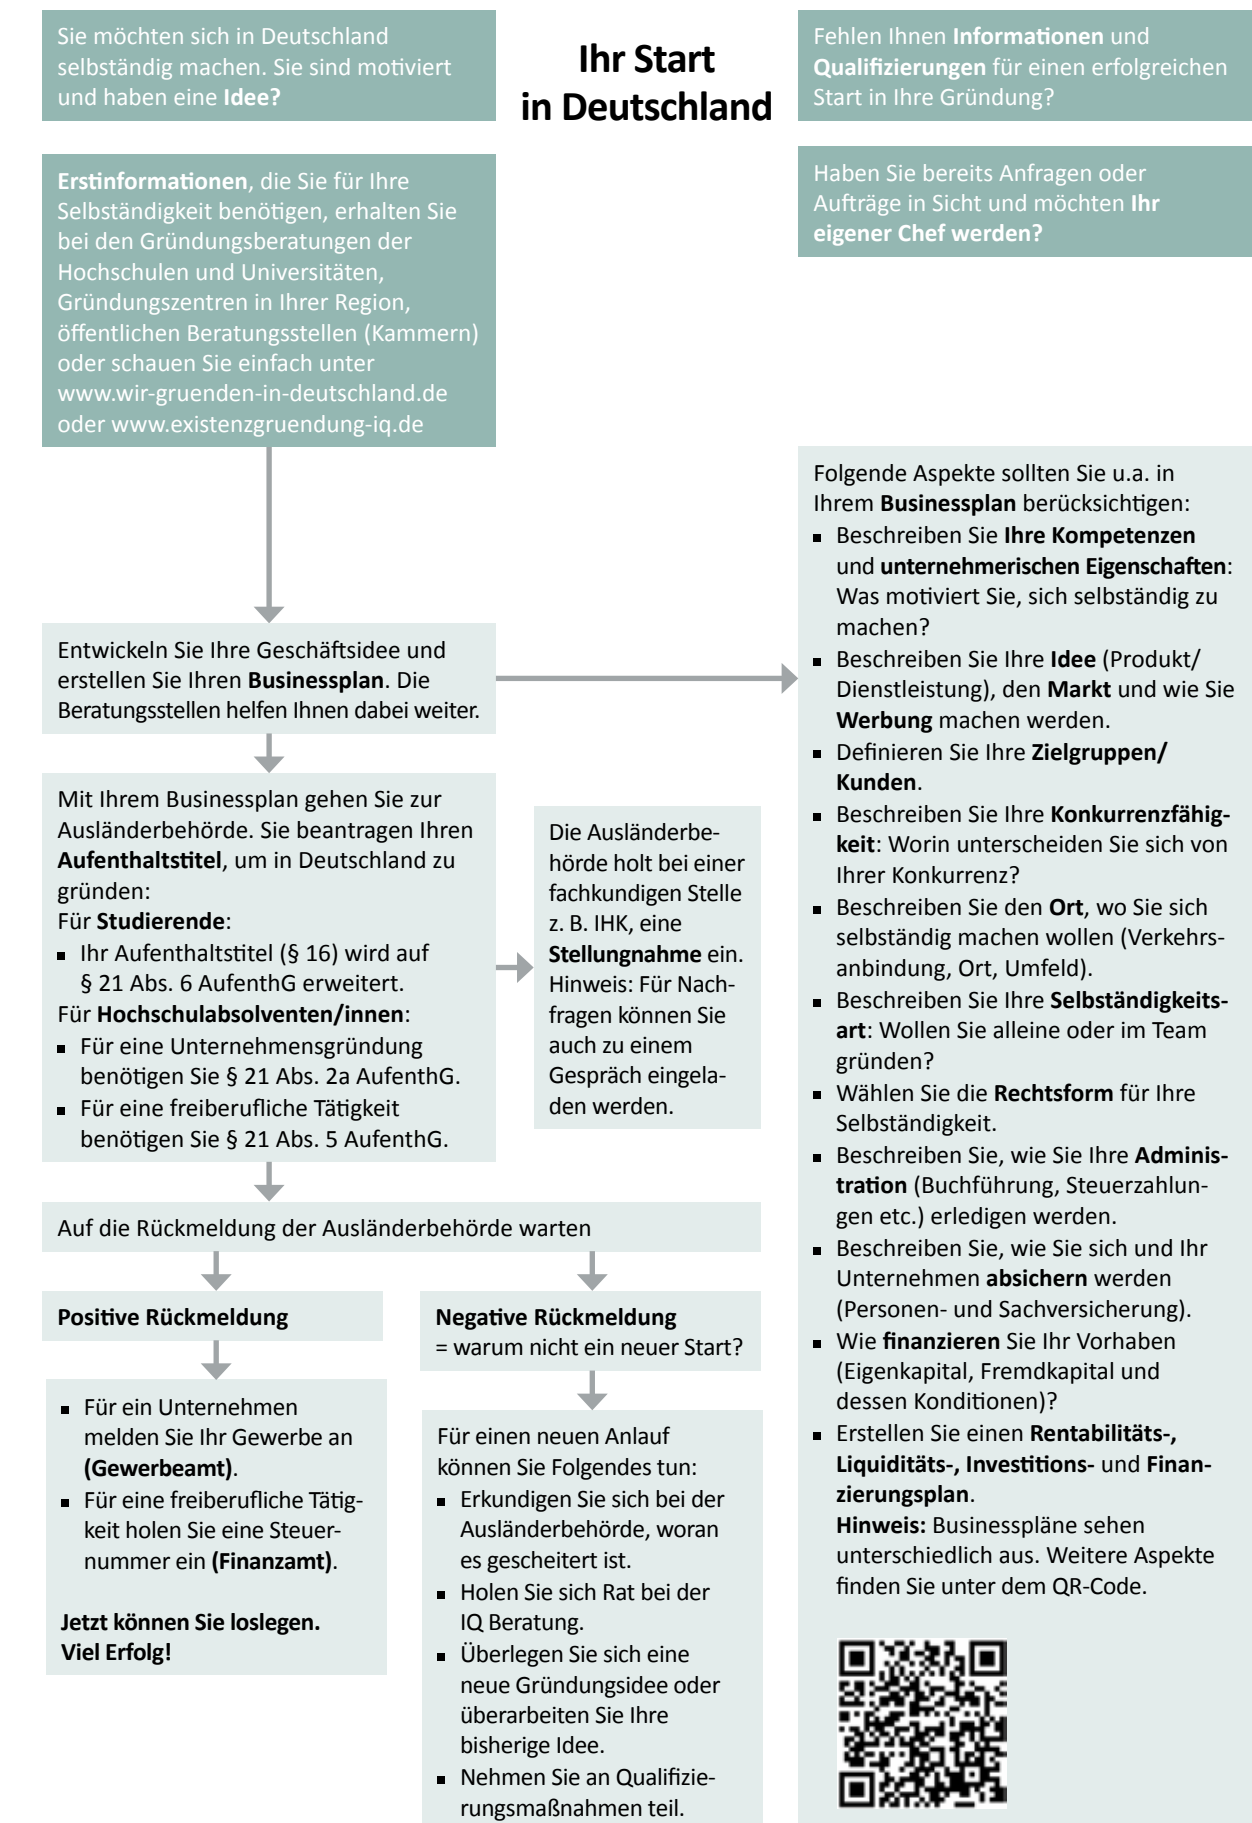 Sie möchten sich in Deutschland
selbständig machen. Sie sind motiviert
und haben eine Idee?
Ihr Start
in Deutschland
Fehlen Ihnen Informationen und
Qualifizierungen für einen erfolgreichen
Start in Ihre Gründung?
Haben Sie bereits Anfragen oder
Aufträge in Sicht und möchten Ihr
eigener Chef werden?
Erstinformationen, die Sie für Ihre
Selbständigkeit benötigen, erhalten Sie
bei den Gründungsberatungen der
Hochschulen und Universitäten,
Gründungszentren in Ihrer Region,
öffentlichen Beratungsstellen (Kammern)
oder schauen Sie einfach unter
www.wir-gruenden-in-deutschland.de
oder www.existenzgruendung-iq.de
Entwickeln Sie Ihre Geschäftsidee und
erstellen Sie Ihren Businessplan. Die
Beratungsstellen helfen Ihnen dabei weiter.
Mit Ihrem Businessplan gehen Sie zur
Ausländerbehörde. Sie beantragen Ihren
Aufenthaltstitel, um in Deutschland zu
gründen:
Für Studierende:
▪ Ihr Aufenthaltstitel (§ 16) wird auf
§ 21 Abs. 6 AufenthG erweitert.
Für Hochschulabsolventen/innen:
▪ Für eine Unternehmensgründung
benötigen Sie § 21 Abs. 2a AufenthG.
▪ Für eine freiberufliche Tätigkeit
benötigen Sie § 21 Abs. 5 AufenthG.
Die Ausländerbe-
hörde holt bei einer
fachkundigen Stelle
z. B. IHK, eine
Stellungnahme ein.
Hinweis: Für Nach-
fragen können Sie
auch zu einem
Gespräch eingela-
den werden.
Auf die Rückmeldung der Ausländerbehörde warten
Positive Rückmeldung
▪ Für ein Unternehmen
melden Sie Ihr Gewerbe an
(Gewerbeamt).
▪ Für eine freiberufliche Tätig-
keit holen Sie eine Steuer-
nummer ein (Finanzamt).
Jetzt können Sie loslegen.
Viel Erfolg!
Negative Rückmeldung
= warum nicht ein neuer Start?
Für einen neuen Anlauf
können Sie Folgendes tun:
▪ Erkundigen Sie sich bei der
Ausländerbehörde, woran
es gescheitert ist.
▪ Holen Sie sich Rat bei der
IQ Beratung.
▪ Überlegen Sie sich eine
neue Gründungsidee oder
überarbeiten Sie Ihre
bisherige Idee.
▪ Nehmen Sie an Qualifizie-
rungsmaßnahmen teil.
Folgende Aspekte sollten Sie u.a. in
Ihrem Businessplan berücksichtigen:
▪ Beschreiben Sie Ihre Kompetenzen
und unternehmerischen Eigenschaften:
Was motiviert Sie, sich selbständig zu
machen?
▪ Beschreiben Sie Ihre Idee (Produkt/
Dienstleistung), den Markt und wie Sie
Werbung machen werden.
▪ Definieren Sie Ihre Zielgruppen/
Kunden.
▪ Beschreiben Sie Ihre Konkurrenzfähig-
keit: Worin unterscheiden Sie sich von
Ihrer Konkurrenz?
▪ Beschreiben Sie den Ort, wo Sie sich
selbständig machen wollen (Verkehrs-
anbindung, Ort, Umfeld).
▪ Beschreiben Sie Ihre Selbständigkeits-
art: Wollen Sie alleine oder im Team
gründen?
▪ Wählen Sie die Rechtsform für Ihre
Selbständigkeit.
▪ Beschreiben Sie, wie Sie Ihre Adminis-
tration (Buchführung, Steuerzahlun-
gen etc.) erledigen werden.
▪ Beschreiben Sie, wie Sie sich und Ihr
Unternehmen absichern werden
(Personen- und Sachversicherung).
▪ Wie finanzieren Sie Ihr Vorhaben
(Eigenkapital, Fremdkapital und
dessen Konditionen)?
▪ Erstellen Sie einen Rentabilitäts-,
Liquiditäts-, Investitions- und Finan-
zierungsplan.
Hinweis: Businesspläne sehen
unterschiedlich aus. Weitere Aspekte
finden Sie unter dem QR-Code.